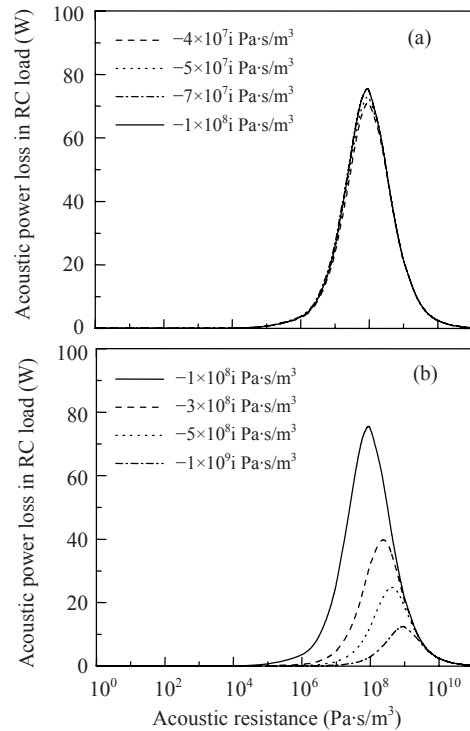 Acoustic power loss in RC load (W)
100
80
60
40
20
0
−4×10⁷i Pa·s/m³
−5×10⁷i Pa·s/m³
−7×10⁷i Pa·s/m³
−1×10⁸i Pa·s/m³
(a)
Acoustic power loss in RC load (W)
100
80
60
40
20
0
−1×10⁸i Pa·s/m³
−3×10⁸i Pa·s/m³
−5×10⁸i Pa·s/m³
−1×10⁹i Pa·s/m³
(b)
10⁰ 10² 10⁴ 10⁶ 10⁸ 10¹⁰
Acoustic resistance (Pa·s/m³)